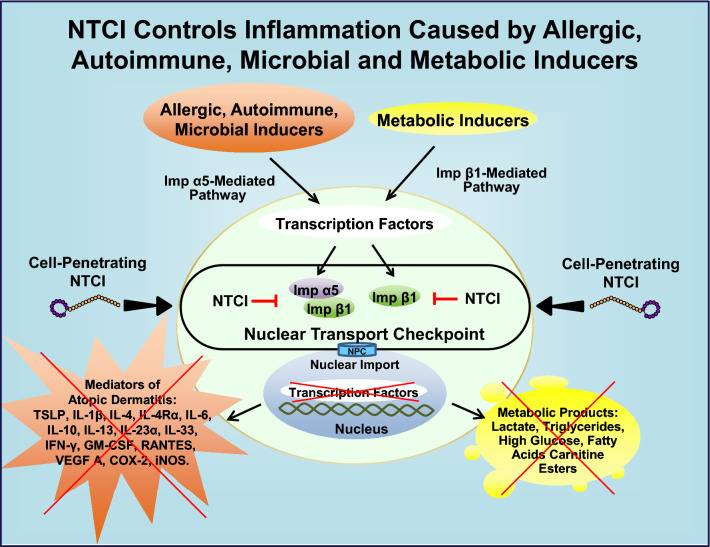 NTCI Controls Inflammation Caused by Allergic,
Autoimmune, Microbial and Metabolic Inducers
Allergic, Autoimmune,
Microbial Inducers
Metabolic Inducers
Imp α5-Mediated
Pathway
Imp β1-Mediated
Pathway
Transcription Factors
Cell-Penetrating
NTCI
Cell-Penetrating
NTCI
NTCI
Imp α5
Imp β1
Imp β1
NTCI
Nuclear Transport Checkpoint
NPC
Nuclear Import
Transcription Factors
Nucleus
Mediators of
Atopic Dermatitis:
TSLP, IL-1β, IL-4, IL-4Rα, IL-6,
IL-10, IL-13, IL-23α, IL-33,
IFN-γ, GM-CSF, RANTES,
VEGF A, COX-2, iNOS.
Metabolic Products:
Lactate, Triglycerides,
High Glucose, Fatty
Acids Carnitine
Esters